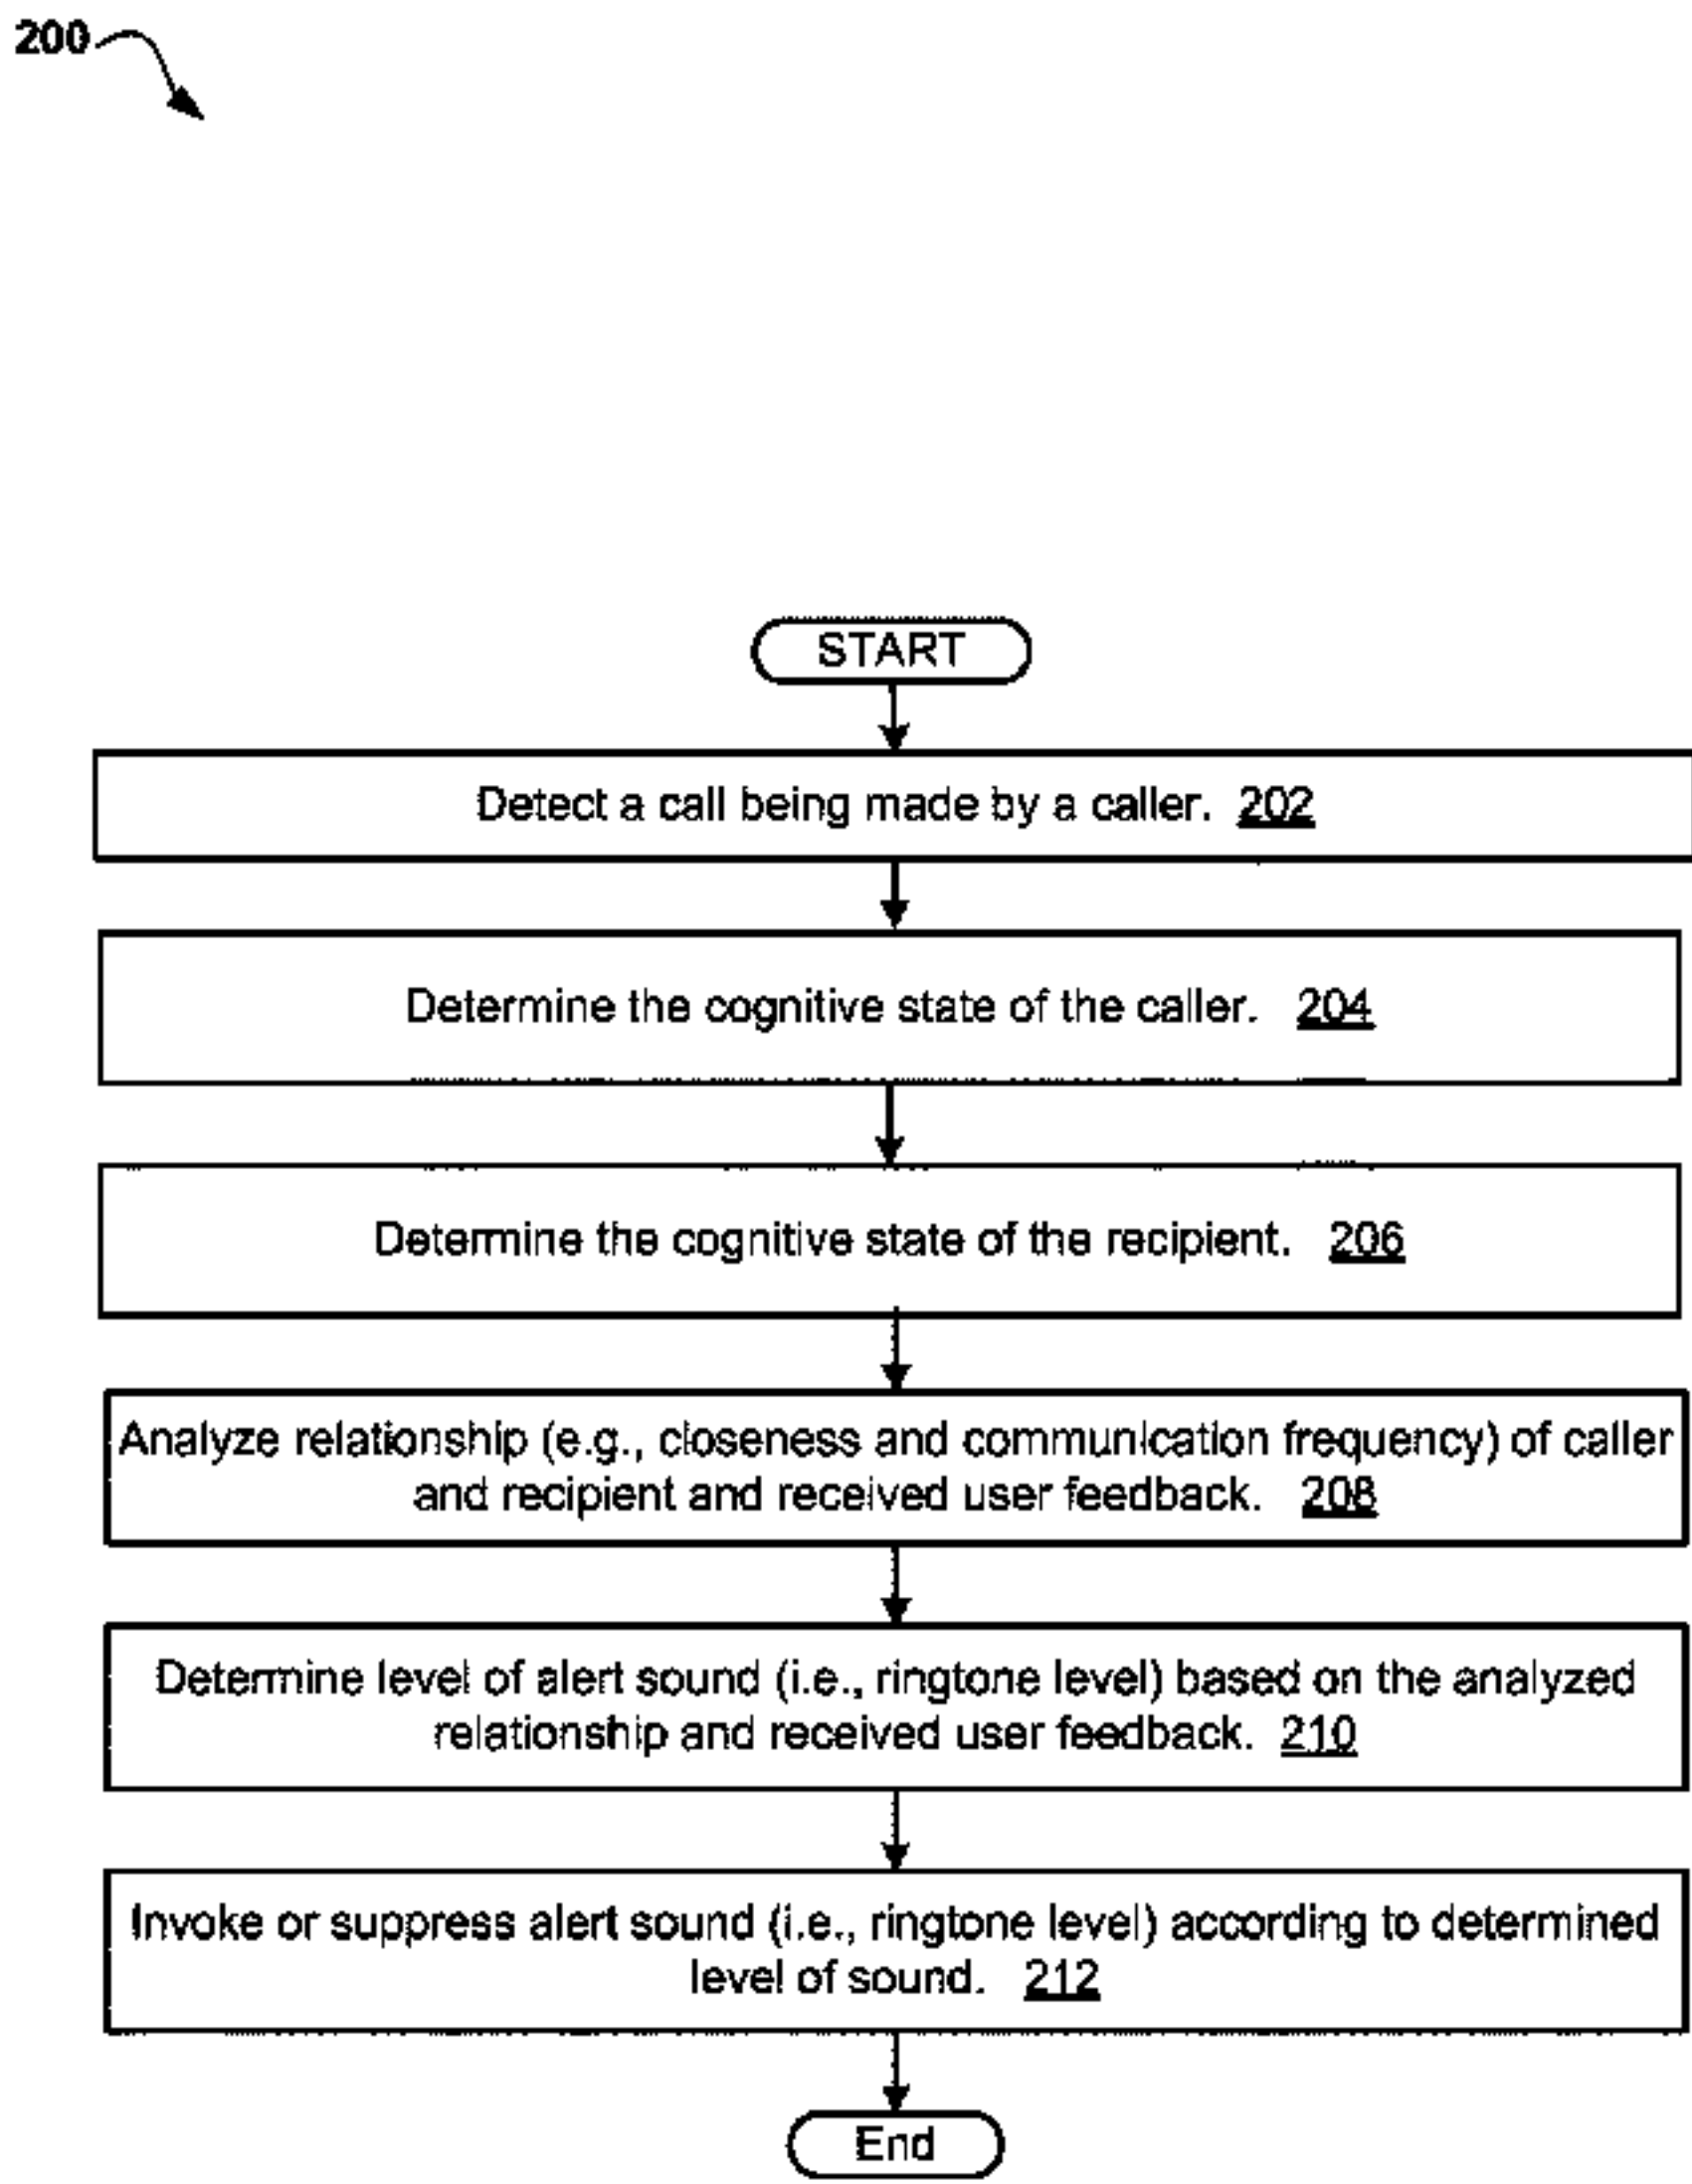 200
START
Detect a call being made by a caller. 202
Determine the cognitive state of the caller. 204
Determine the cognitive state of the recipient. 206
Analyze relationship (e.g., closeness and communication frequency) of caller
and recipient and received user feedback. 208
Determine level of alert sound (i.e., ringtone level) based on the analyzed
relationship and received user feedback. 210
Invoke or suppress alert sound (i.e., ringtone level) according to determined
level of sound. 212
End